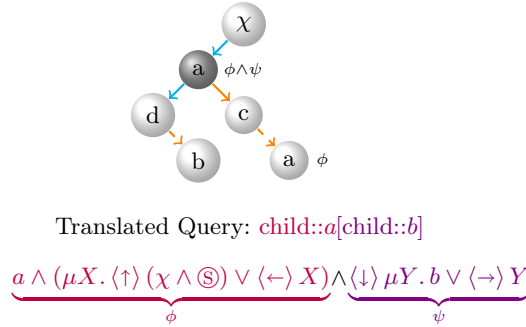 χ
a ϕ∧ψ
d c
b a ϕ
Translated Query: child::a[child::b]
a ∧ (μX. ⟨↑⟩ (χ ∧ Ⓢ) ∨ ⟨←⟩ X) ∧ ⟨↓⟩ μY. b ∨ ⟨→⟩ Y
ϕ ψ